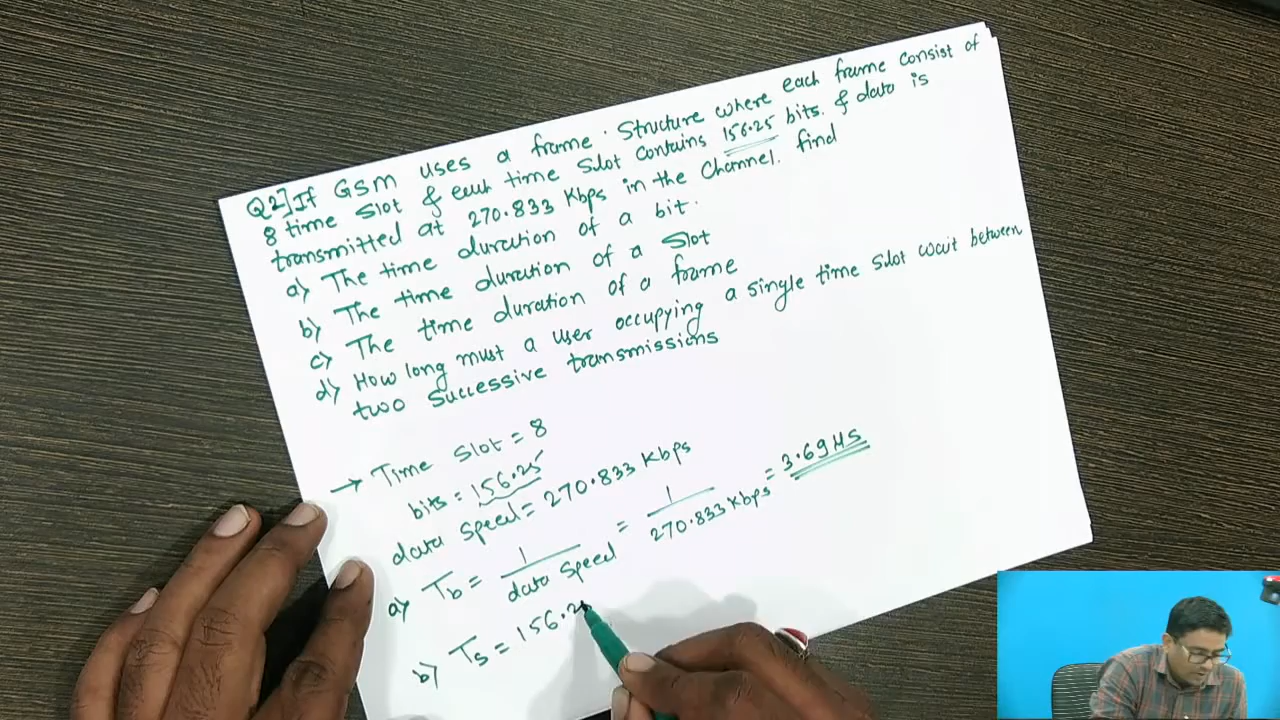 Q2] If GSM uses a frame. Structure where each frame consist of
8 time slot & each time slot contains 156.25 bits. & data is
transmitted at 270.833 Kbps in the channel. find
a) The time duration of a bit.
b) The time duration of a slot
c) The time duration of a frame
d) How long must a user occupying a single time slot wait between
two successive transmissions
→ Time slot = 8
bits = 156.25
data speed = 270.833 Kbps
a) Tb = 1 / data speed = 1 / 270.833 Kbps = 3.69 μs
b) Ts = 156.25